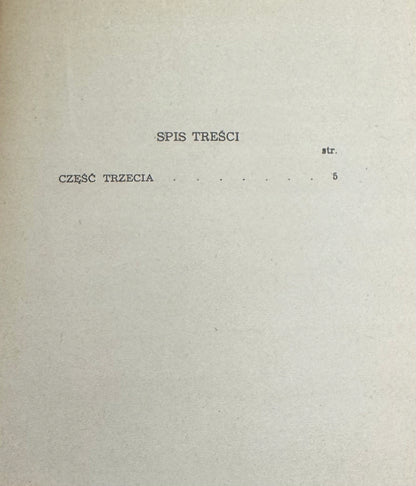 SPIS TREŚCI
str.
CZĘŚĆ TRZECIA . . . . . . . 5